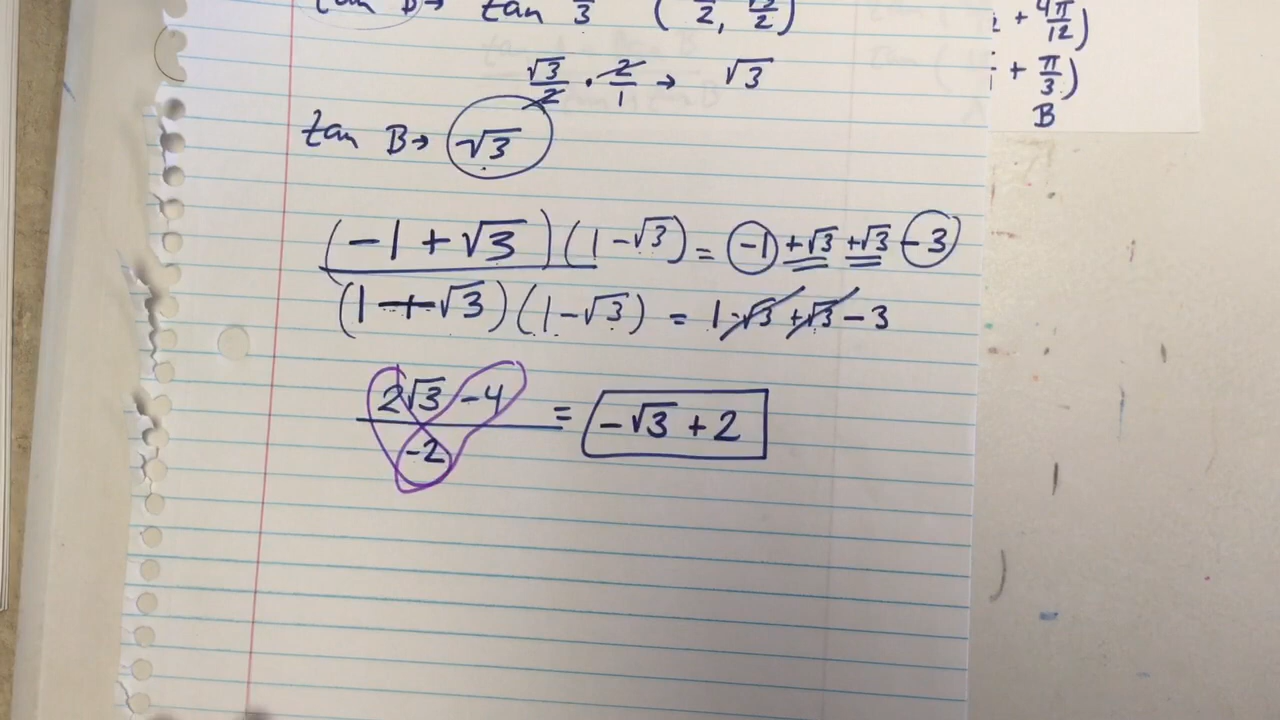 tan B → tan π/3 (1/2, √3/2)
√3/2 · 2/1 → √3
tan B → √3
(-1 + √3)(1 - √3) = -1 + √3 + √3 - 3
(1 + √3)(1 - √3) = 1 - √3 + √3 - 3
2√3 - 4 / -2 = -√3 + 2
+ 4π/12)
+ π/3)
B